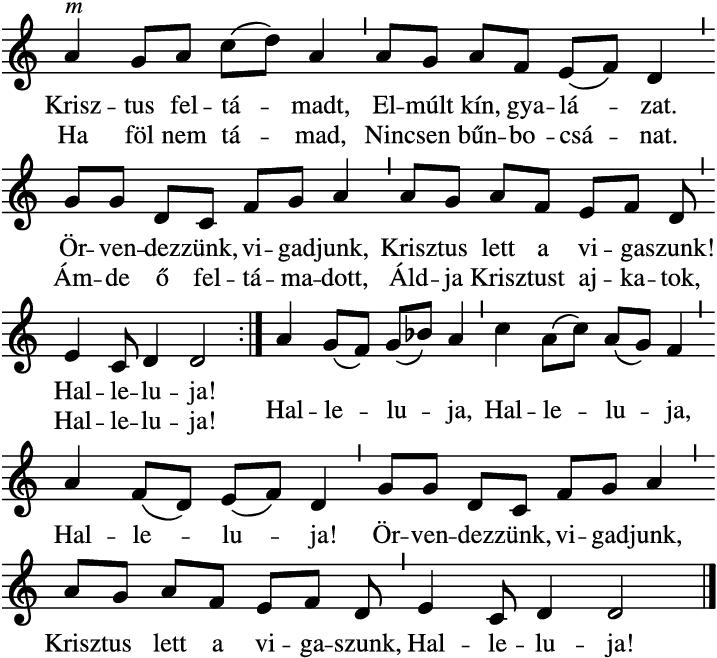 m
Krisz – tus fel – tá – madt, El – múlt kín, gya – lá – zat.
Ha föl nem tá – mad, Nincsen bűn – bo – csá – nat.
Ör – ven – dezzünk, vi – gadjunk, Krisztus lett a vi – gaszunk!
Ám – de ő fel – tá – ma – dott, Áld – ja Krisztust aj – ka – tok,
Hal – le – lu – ja!
Hal – le – lu – ja!
Hal – le – lu – ja, Hal – le – lu – ja,
Hal – le – lu – ja! Ör – ven – dezzünk, vi – gadjunk,
Krisztus lett a vi – ga – szunk, Hal – le – lu – ja!